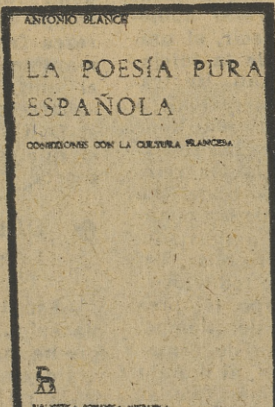 ANTONIO BLANCH
LA POESÍA PURA
ESPAÑOLA
CONEXIONES CON LA CULTURA FRANCESA